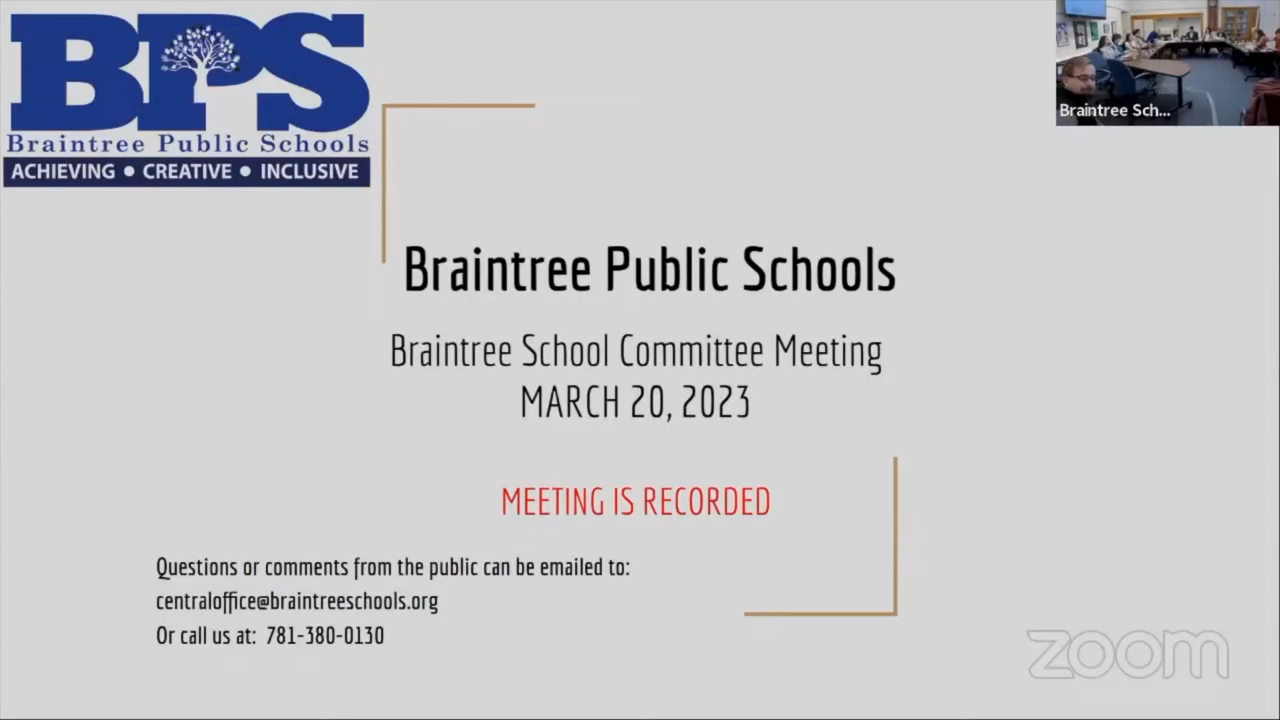 BPS
Braintree Public Schools
ACHIEVING • CREATIVE • INCLUSIVE
Braintree Sch...
Braintree Public Schools
Braintree School Committee Meeting
MARCH 20, 2023
MEETING IS RECORDED
Questions or comments from the public can be emailed to:
centraloffice@braintreeschools.org
Or call us at: 781-380-0130
zoom